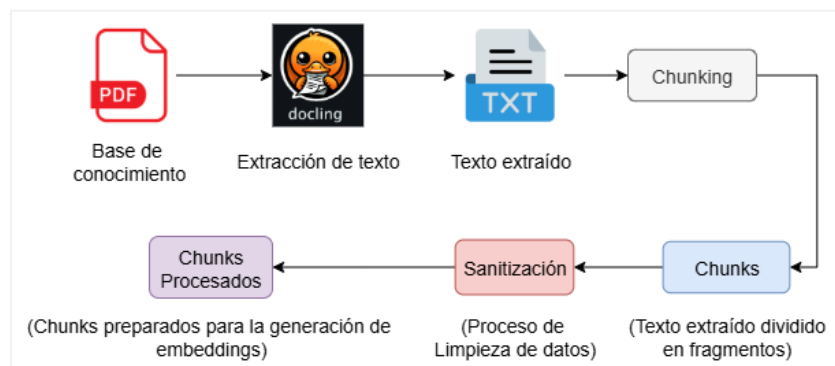 PDF
docling
TXT
Chunking
Base de
conocimiento
Extracción de texto
Texto extraído
Chunks
Procesados
Sanitización
Chunks
(Chunks preparados para la generación de
embeddings)
(Proceso de
Limpieza de datos)
(Texto extraído dividido
en fragmentos)